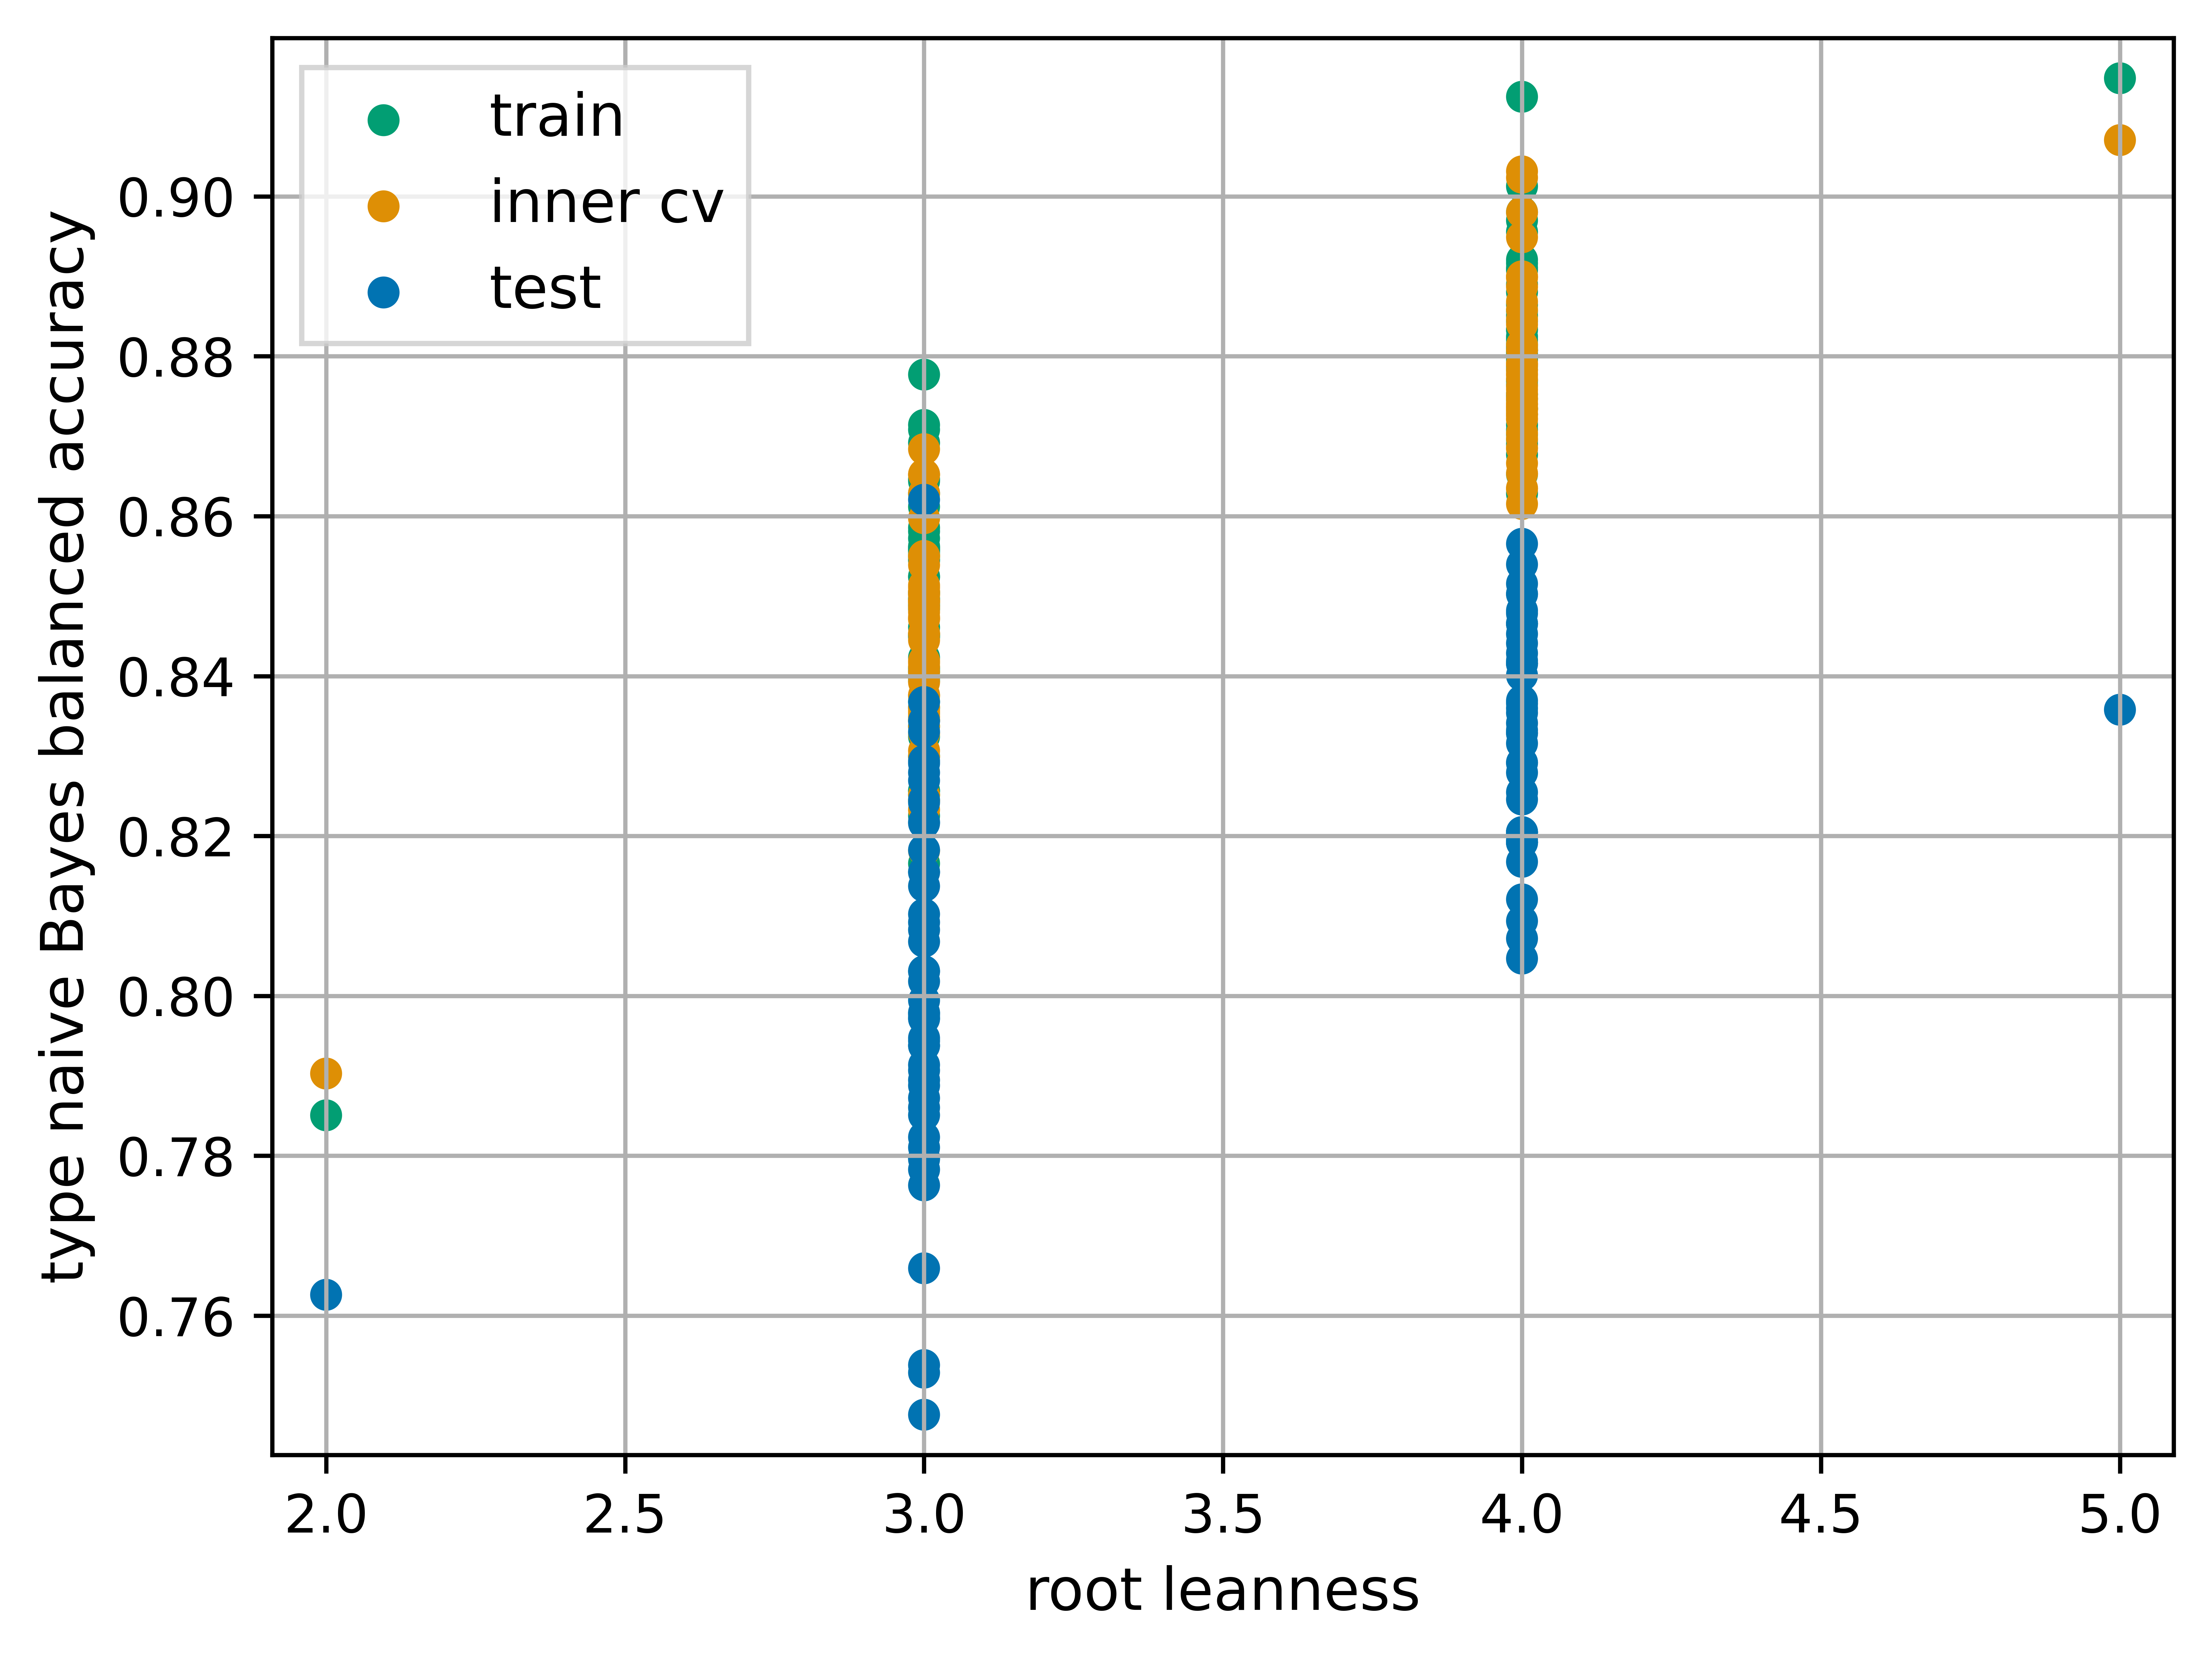 train
inner cv
test
type naive Bayes balanced accuracy
0.90
0.88
0.86
0.84
0.82
0.80
0.78
0.76
2.0 2.5 3.0 3.5 4.0 4.5 5.0
root leanness